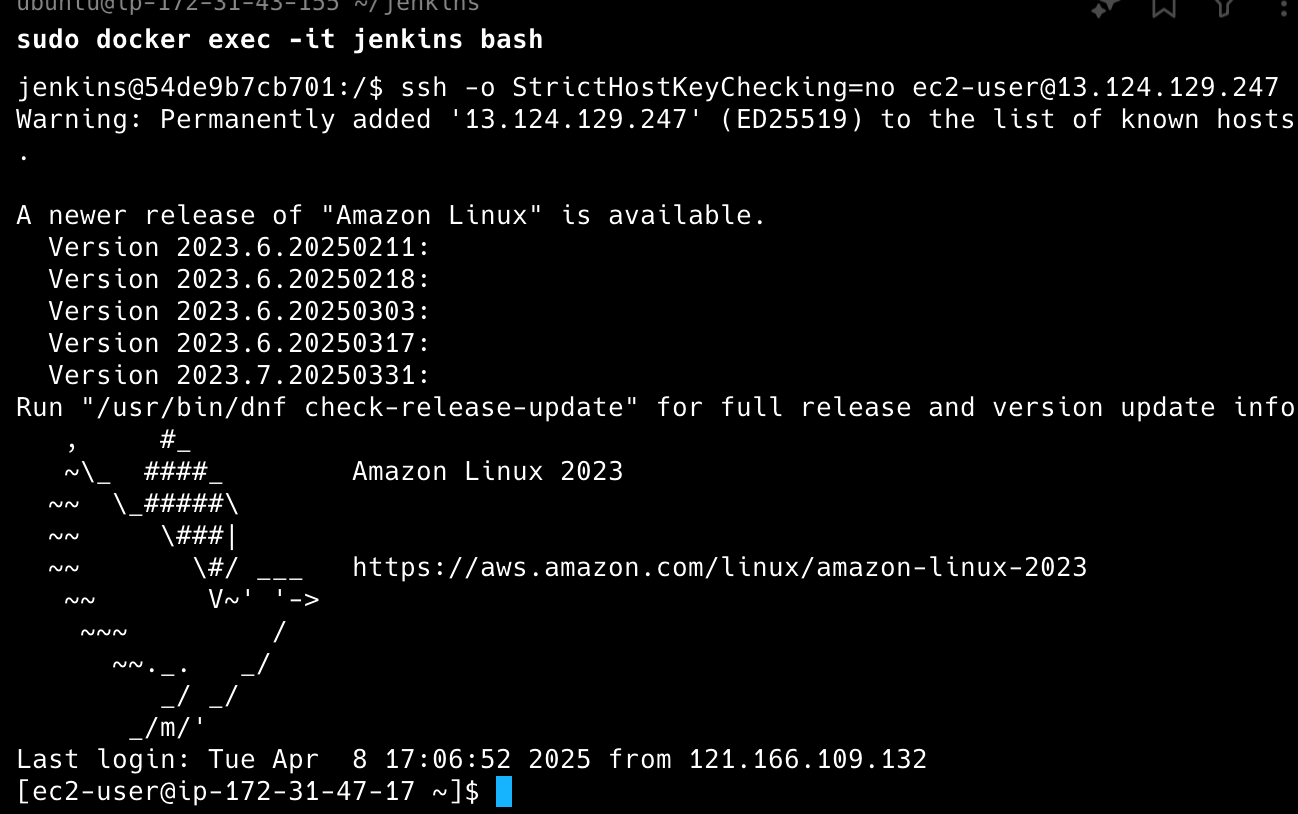 ubuntu@ip-172-31-43-155 ~/jenkins
sudo docker exec -it jenkins bash
jenkins@54de9b7cb701:/$ ssh -o StrictHostKeyChecking=no ec2-user@13.124.129.247
Warning: Permanently added '13.124.129.247' (ED25519) to the list of known hosts
.

A newer release of "Amazon Linux" is available.
  Version 2023.6.20250211:
  Version 2023.6.20250218:
  Version 2023.6.20250303:
  Version 2023.6.20250317:
  Version 2023.7.20250331:
Run "/usr/bin/dnf check-release-update" for full release and version update info
   ,     #_
   ~\_  ####_        Amazon Linux 2023
  ~~  \_#####\
  ~~     \###|
  ~~       \#/ ___   https://aws.amazon.com/linux/amazon-linux-2023
   ~~       V~' '->
    ~~~         /
      ~~._.   _/
         _/ _/
       _/m/'
Last login: Tue Apr  8 17:06:52 2025 from 121.166.109.132
[ec2-user@ip-172-31-47-17 ~]$